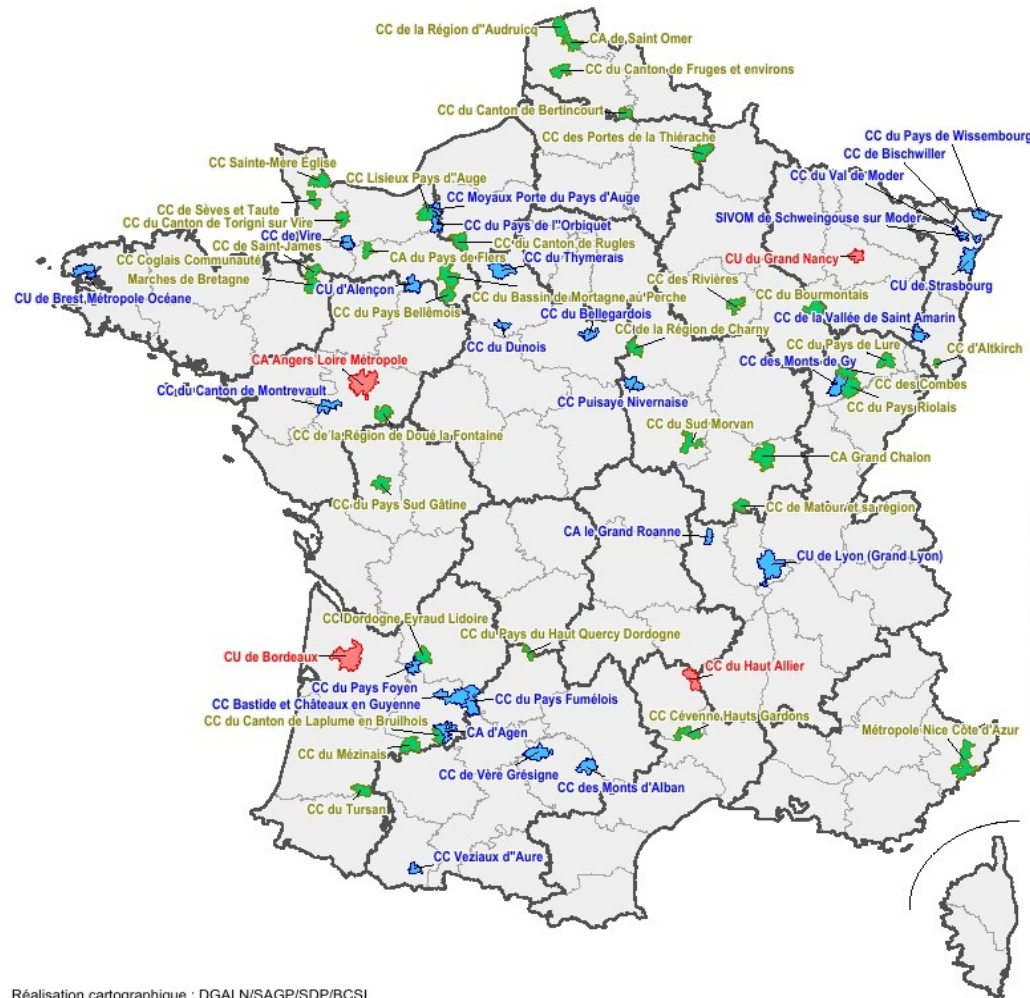 CC de la Région d"Audruicq
CA de Saint Omer
CC du Canton de Fruges et environs
CC du Canton de Bertincourt
CC des Portes de la Thiérache
CC du Pays de Wissembourg
CC de Bischwiller
CC du Val de Moder
SIVOM de Schweingouse sur Moder
CC Sainte-Mère Église
CC Lisieux Pays d"Auge
CC Moyaux Porte du Pays d'Auge
CC de Sèves et Taute
CC du Canton de Torigni sur Vire
CC du Pays de l"Orbiquet
CC de Vire
CC du Canton de Rugles
CC de Saint-James
CA du Pays de Flers
CC du Thymerais
CU du Grand Nancy
CC Coglais Communauté
Marches de Bretagne
CU d'Alençon
CC du Bassin de Mortagne au Perche
CC des Rivières
CC du Bourmontais
CU de Strasbourg
CU de Brest Métropole Océane
CC du Pays Bellêmois
CC du Bellegardois
CC de la Vallée de Saint Amarin
CC de la Région de Charny
CC du Dunois
CC du Pays de Lure
CC d'Altkirch
CA Angers Loire Métropole
CC des Monts de Gy
CC des Combes
CC du Canton de Montrevault
CC Puisaye Nivernaise
CC du Pays Riolais
CC du Sud Morvan
CC de la Région de Doué la Fontaine
CA Grand Chalon
CC du Pays Sud Gâtine
CC de Matour et sa région
CA le Grand Roanne
CU de Lyon (Grand Lyon)
CC Dordogne Eyraud Lidoire
CC du Pays du Haut Quercy Dordogne
CU de Bordeaux
CC du Haut Allier
CC du Pays Foyen
CC Bastide et Châteaux en Guyenne
CC du Pays Fumélois
CC du Canton de Laplume en Bruilhois
CC Cévenne Hauts Gardons
CA d'Agen
Métropole Nice Côte d'Azur
CC du Mézinais
CC de Vère Grésigne
CC des Monts d'Alban
CC du Tursan
CC Veziaux d"Aure
Réalisation cartographique : DGALN/SAGP/SDP/BCSI